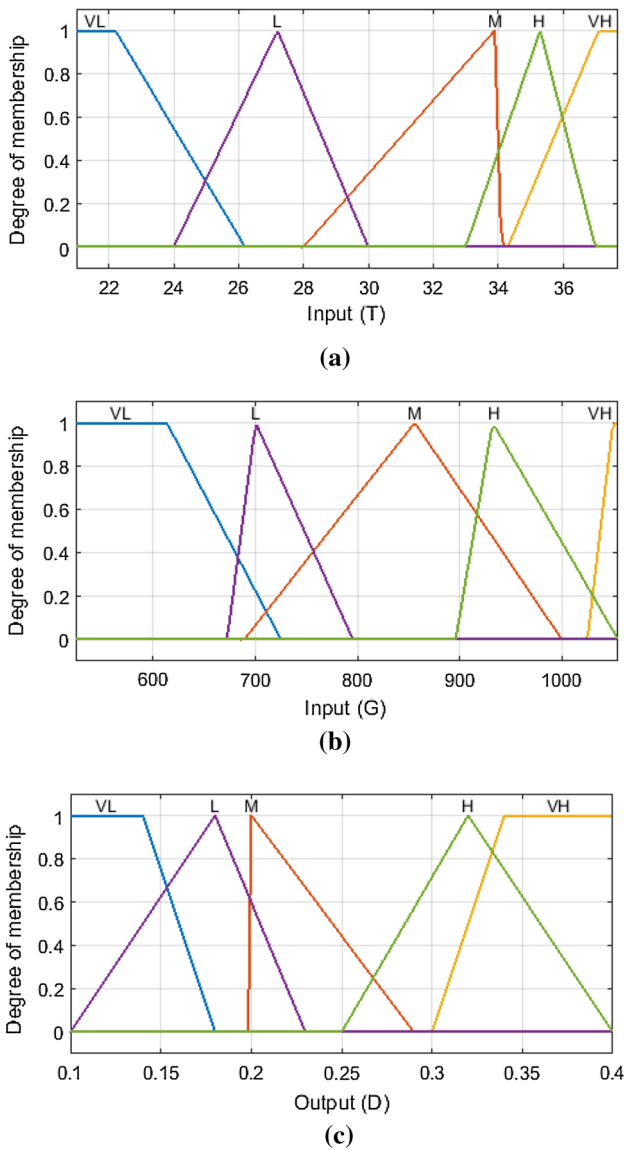 VL L M H VH
1
0.8
0.6
0.4
0.2
0
Degree of membership
22 24 26 28 30 32 34 36
Input (T)
(a)
VL L M H VH
1
0.8
0.6
0.4
0.2
0
Degree of membership
600 700 800 900 1000
Input (G)
(b)
VL L M H VH
1
0.8
0.6
0.4
0.2
0
Degree of membership
0.1 0.15 0.2 0.25 0.3 0.35 0.4
Output (D)
(c)